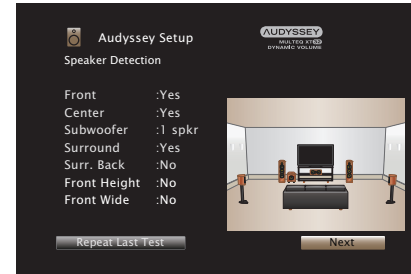 Audyssey Setup
AUDYSSEY
MULTEQ XT32
DYNAMIC VOLUME
Speaker Detection
Front :Yes
Center :Yes
Subwoofer :1 spkr
Surround :Yes
Surr. Back :No
Front Height :No
Front Wide :No
Repeat Last Test
Next